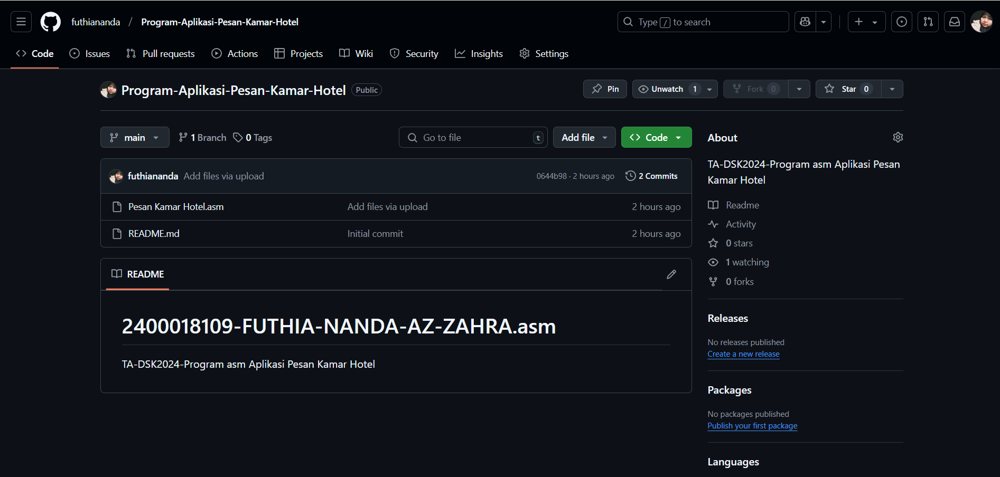 futhiananda / Program-Aplikasi-Pesan-Kamar-Hotel
Type / to search
Code Issues Pull requests Actions Projects Wiki Security Insights Settings
Program-Aplikasi-Pesan-Kamar-Hotel Public
Pin Unwatch 1 Fork 0 Star 0
main 1 Branch 0 Tags Go to file t Add file Code
futhiananda Add files via upload 0644b98 · 2 hours ago 2 Commits
Pesan Kamar Hotel.asm Add files via upload 2 hours ago
README.md Initial commit 2 hours ago
README
2400018109-FUTHIA-NANDA-AZ-ZAHRA.asm
TA-DSK2024-Program asm Aplikasi Pesan Kamar Hotel
About
TA-DSK2024-Program asm Aplikasi Pesan
Kamar Hotel
Readme
Activity
0 stars
1 watching
0 forks
Releases
No releases published
Create a new release
Packages
No packages published
Publish your first package
Languages